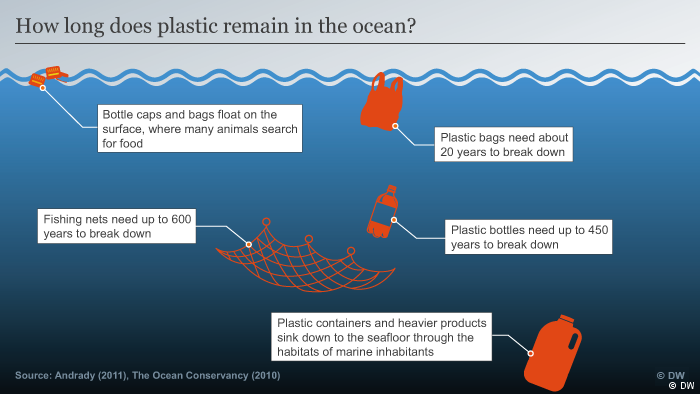 How long does plastic remain in the ocean?
Bottle caps and bags float on the
surface, where many animals search
for food
Plastic bags need about
20 years to break down
Fishing nets need up to 600
years to break down
Plastic bottles need up to 450
years to break down
Plastic containers and heavier products
sink down to the seafloor through the
habitats of marine inhabitants
Source: Andrady (2011), The Ocean Conservancy (2010)
© DW
© DW